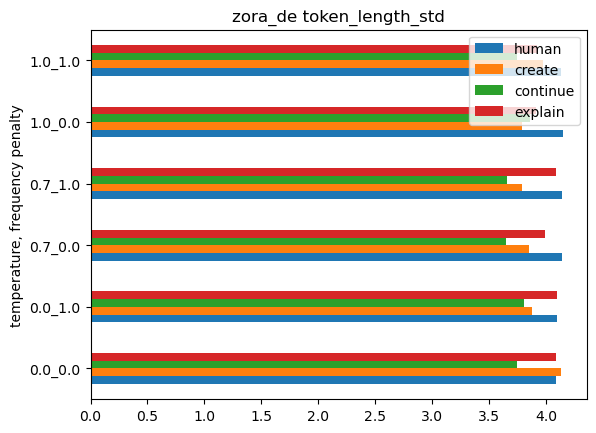 zora_de token_length_std
human
create
continue
explain
temperature, frequency penalty
1.0_1.0
1.0_0.0
0.7_1.0
0.7_0.0
0.0_1.0
0.0_0.0
0.0 0.5 1.0 1.5 2.0 2.5 3.0 3.5 4.0